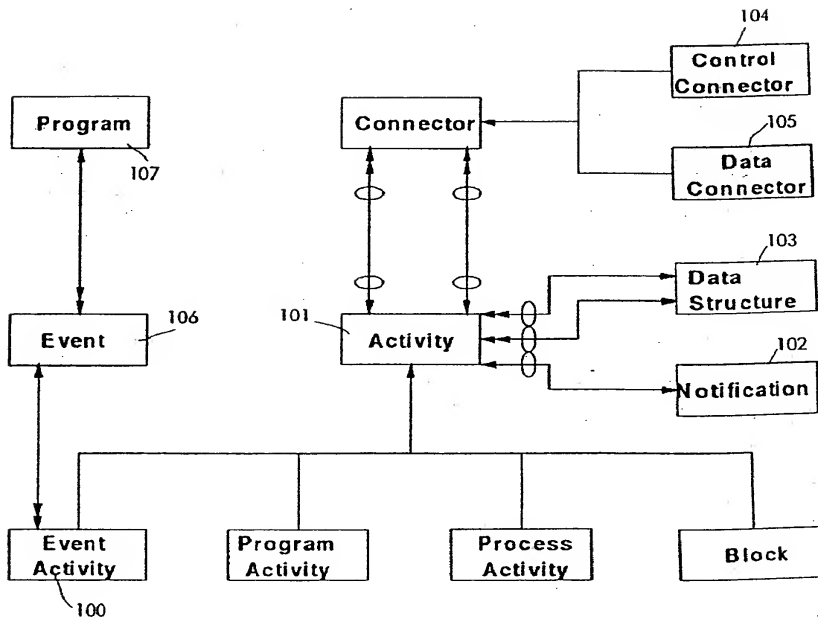 104
Control
Connector
Program
107
Connector
105
Data
Connector
103
Data
Structure
Event
106
101
Activity
102
Notification
Event
Activity
100
Program
Activity
Process
Activity
Block